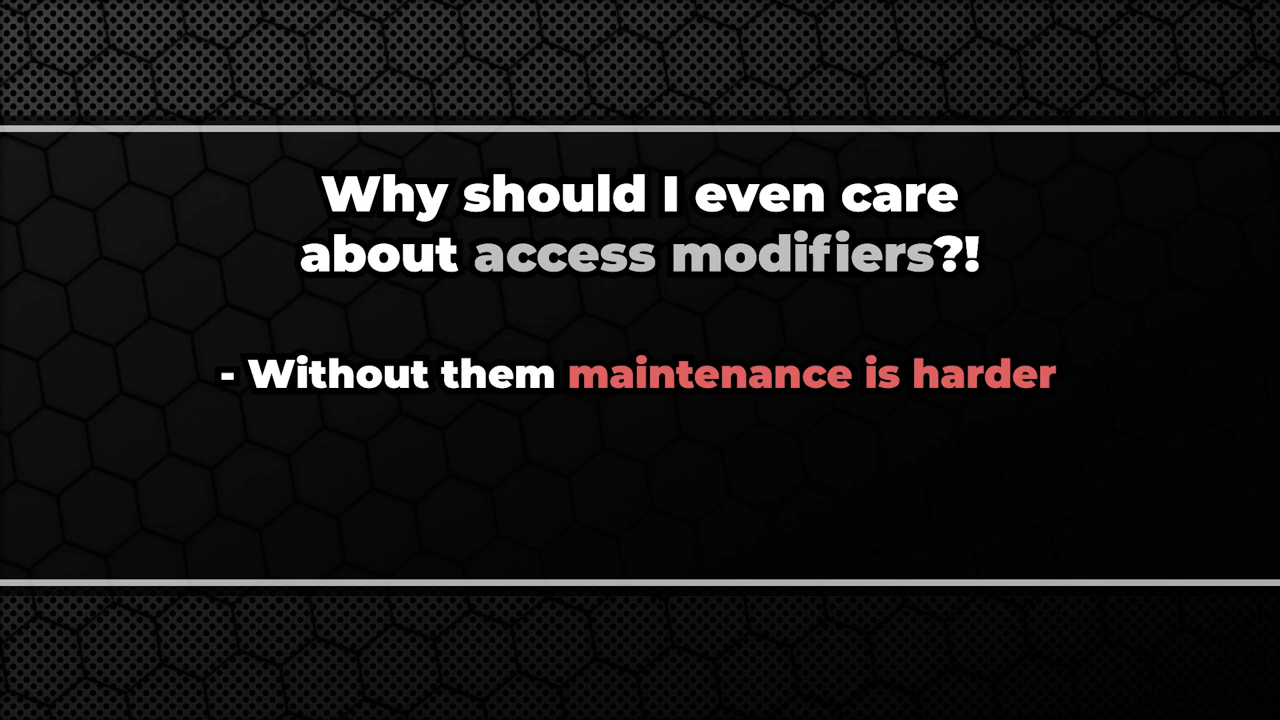 Why should I even care
about access modifiers?!
- Without them maintenance is harder